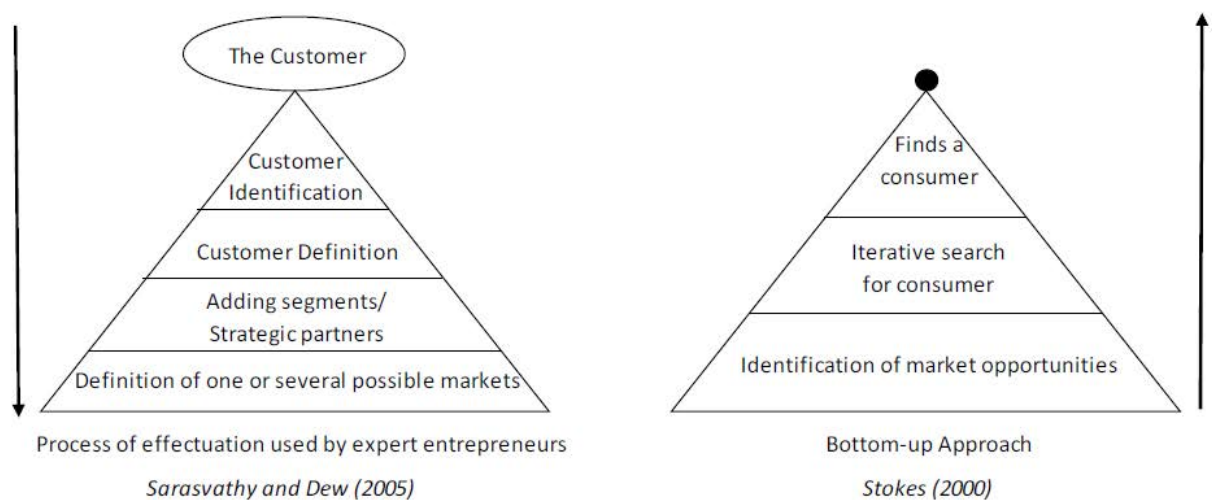 The Customer
Customer
Identification
Customer Definition
Adding segments/
Strategic partners
Definition of one or several possible markets
Process of effectuation used by expert entrepreneurs
Sarasvathy and Dew (2005)
Finds a
consumer
Iterative search
for consumer
Identification of market opportunities
Bottom-up Approach
Stokes (2000)